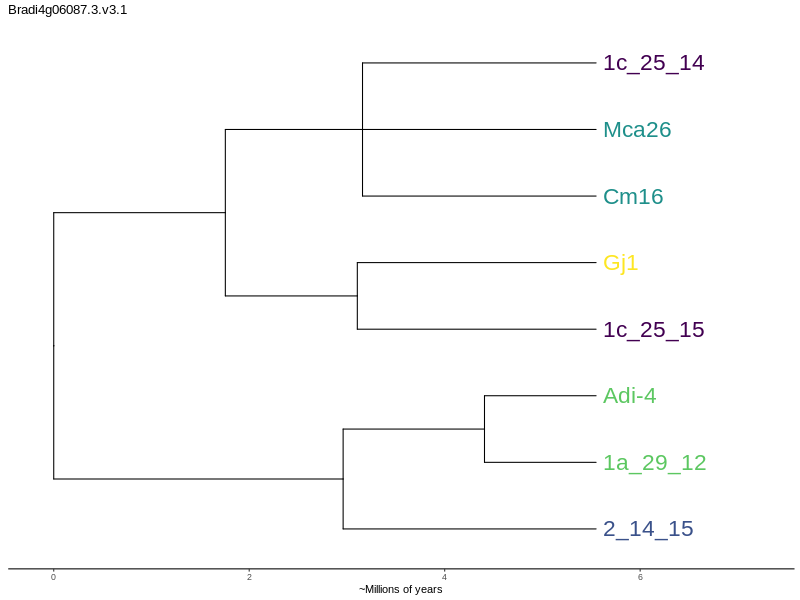 Bradi4g06087.3.v3.1
1c_25_14
Mca26
Cm16
Gj1
1c_25_15
Adi-4
1a_29_12
2_14_15
0 2 4 6
~Millions of years